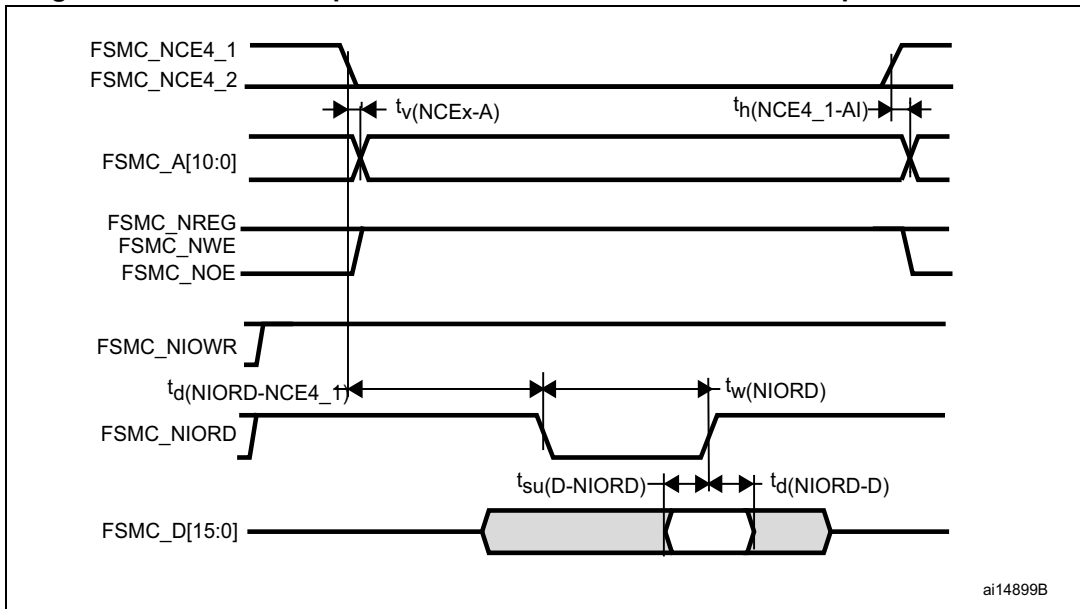 FSMC_NCE4_1
FSMC_NCE4_2
tv(NCEx-A)
th(NCE4_1-AI)
FSMC_A[10:0]
FSMC_NREG
FSMC_NWE
FSMC_NOE
FSMC_NIOWR
td(NIORD-NCE4_1)
tw(NIORD)
FSMC_NIORD
tsu(D-NIORD)
td(NIORD-D)
FSMC_D[15:0]
ai14899B